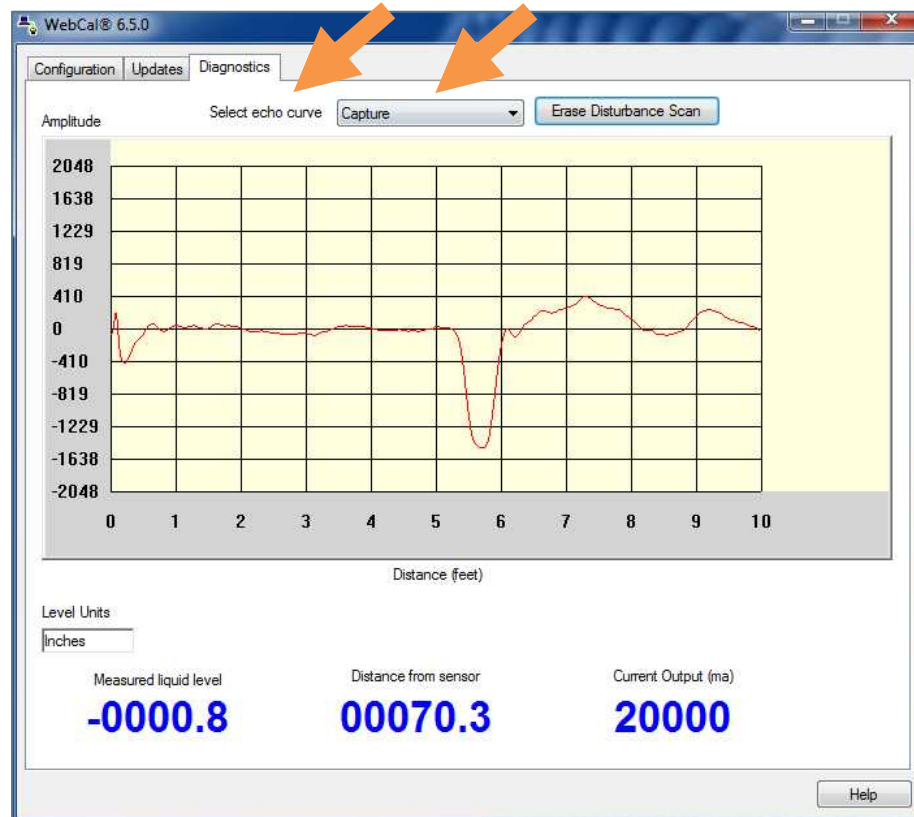 WebCal® 6.5.0
Configuration Updates Diagnostics
Select echo curve Capture Erase Disturbance Scan
Amplitude
2048
1638
1229
819
410
0
-410
-819
-1229
-1638
-2048
0 1 2 3 4 5 6 7 8 9 10
Distance (feet)
Level Units
Inches
Measured liquid level Distance from sensor Current Output (ma)
-0000.8 00070.3 20000
Help